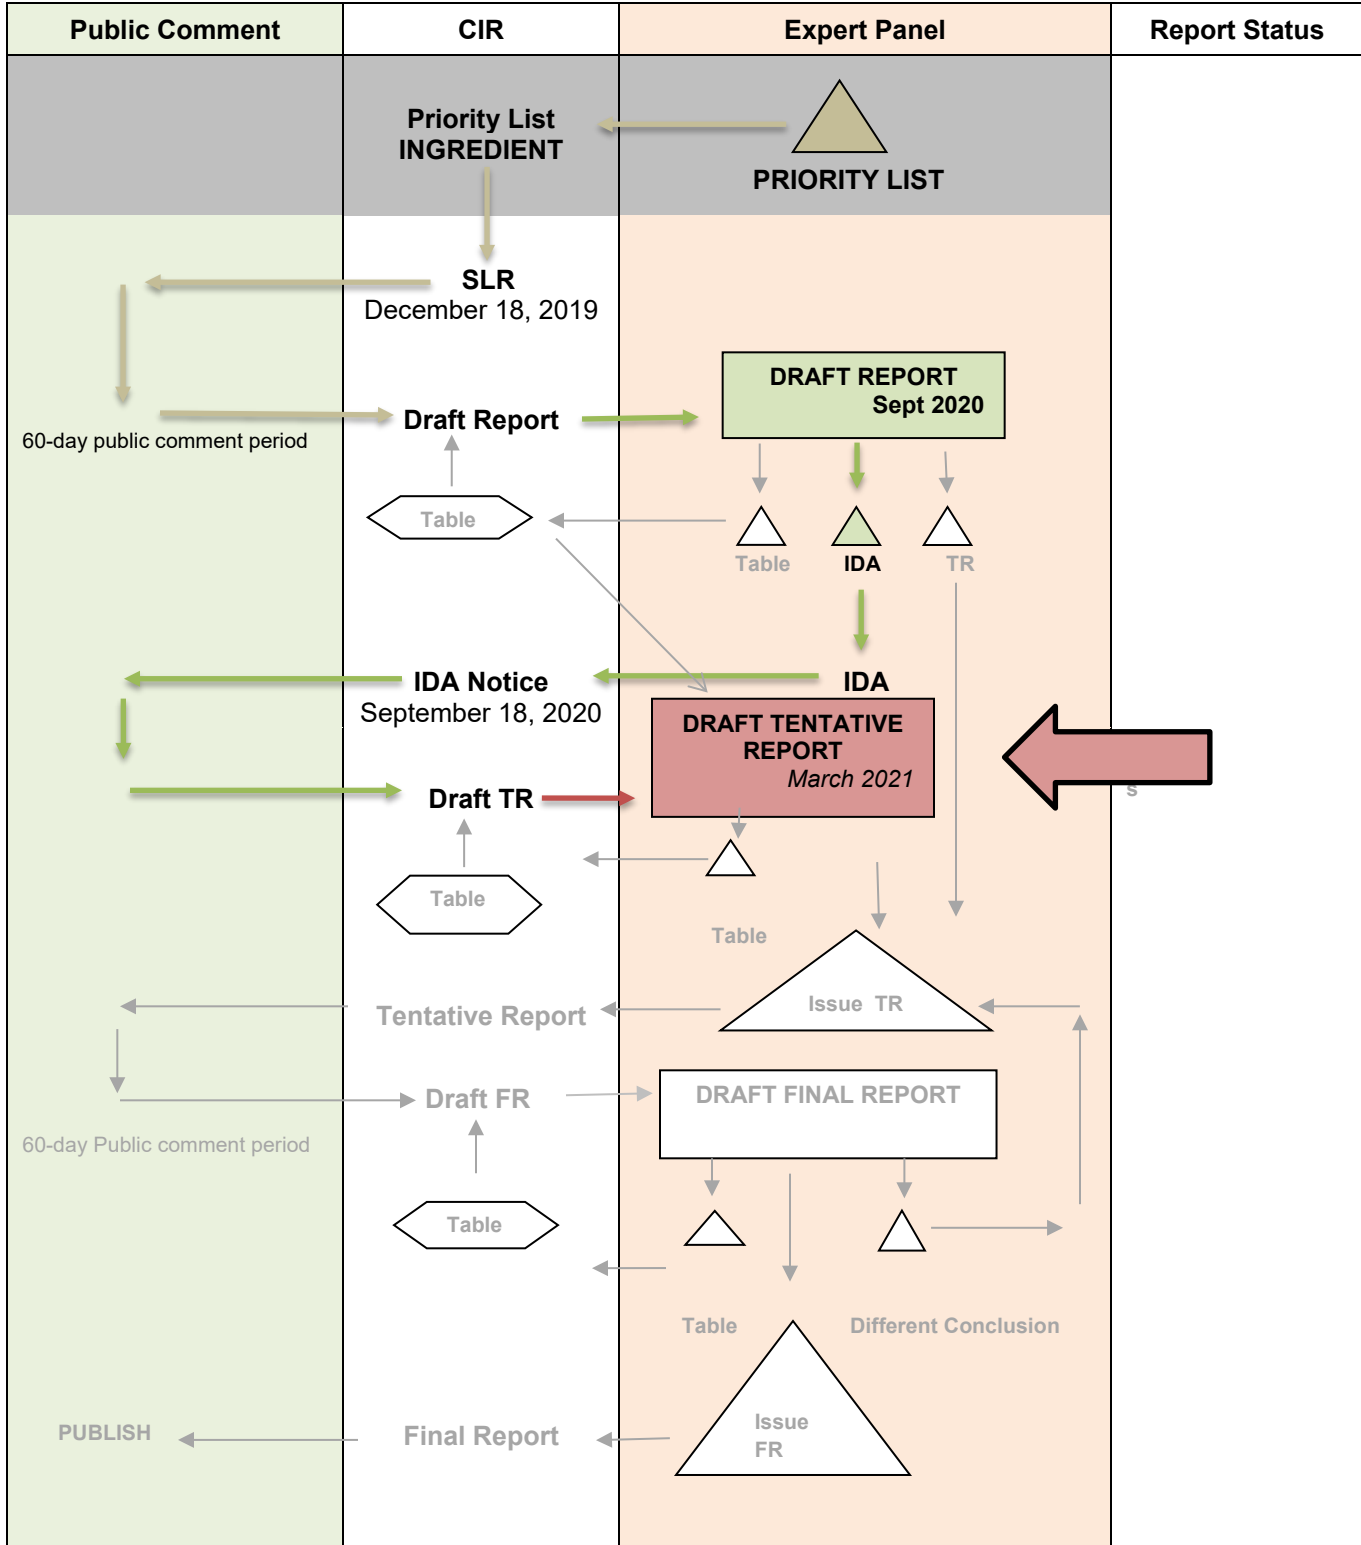 Public Comment
CIR
Expert Panel
Report Status
Priority List
INGREDIENT
PRIORITY LIST
SLR
December 18, 2019
60-day public comment period
Draft Report
DRAFT REPORT
Sept 2020
Table
Table
IDA
TR
IDA Notice
September 18, 2020
IDA
DRAFT TENTATIVE
REPORT
March 2021
s
Draft TR
Table
Table
Tentative Report
Issue TR
60-day Public comment period
Draft FR
DRAFT FINAL REPORT
Table
Table
Different Conclusion
PUBLISH
Final Report
Issue
FR